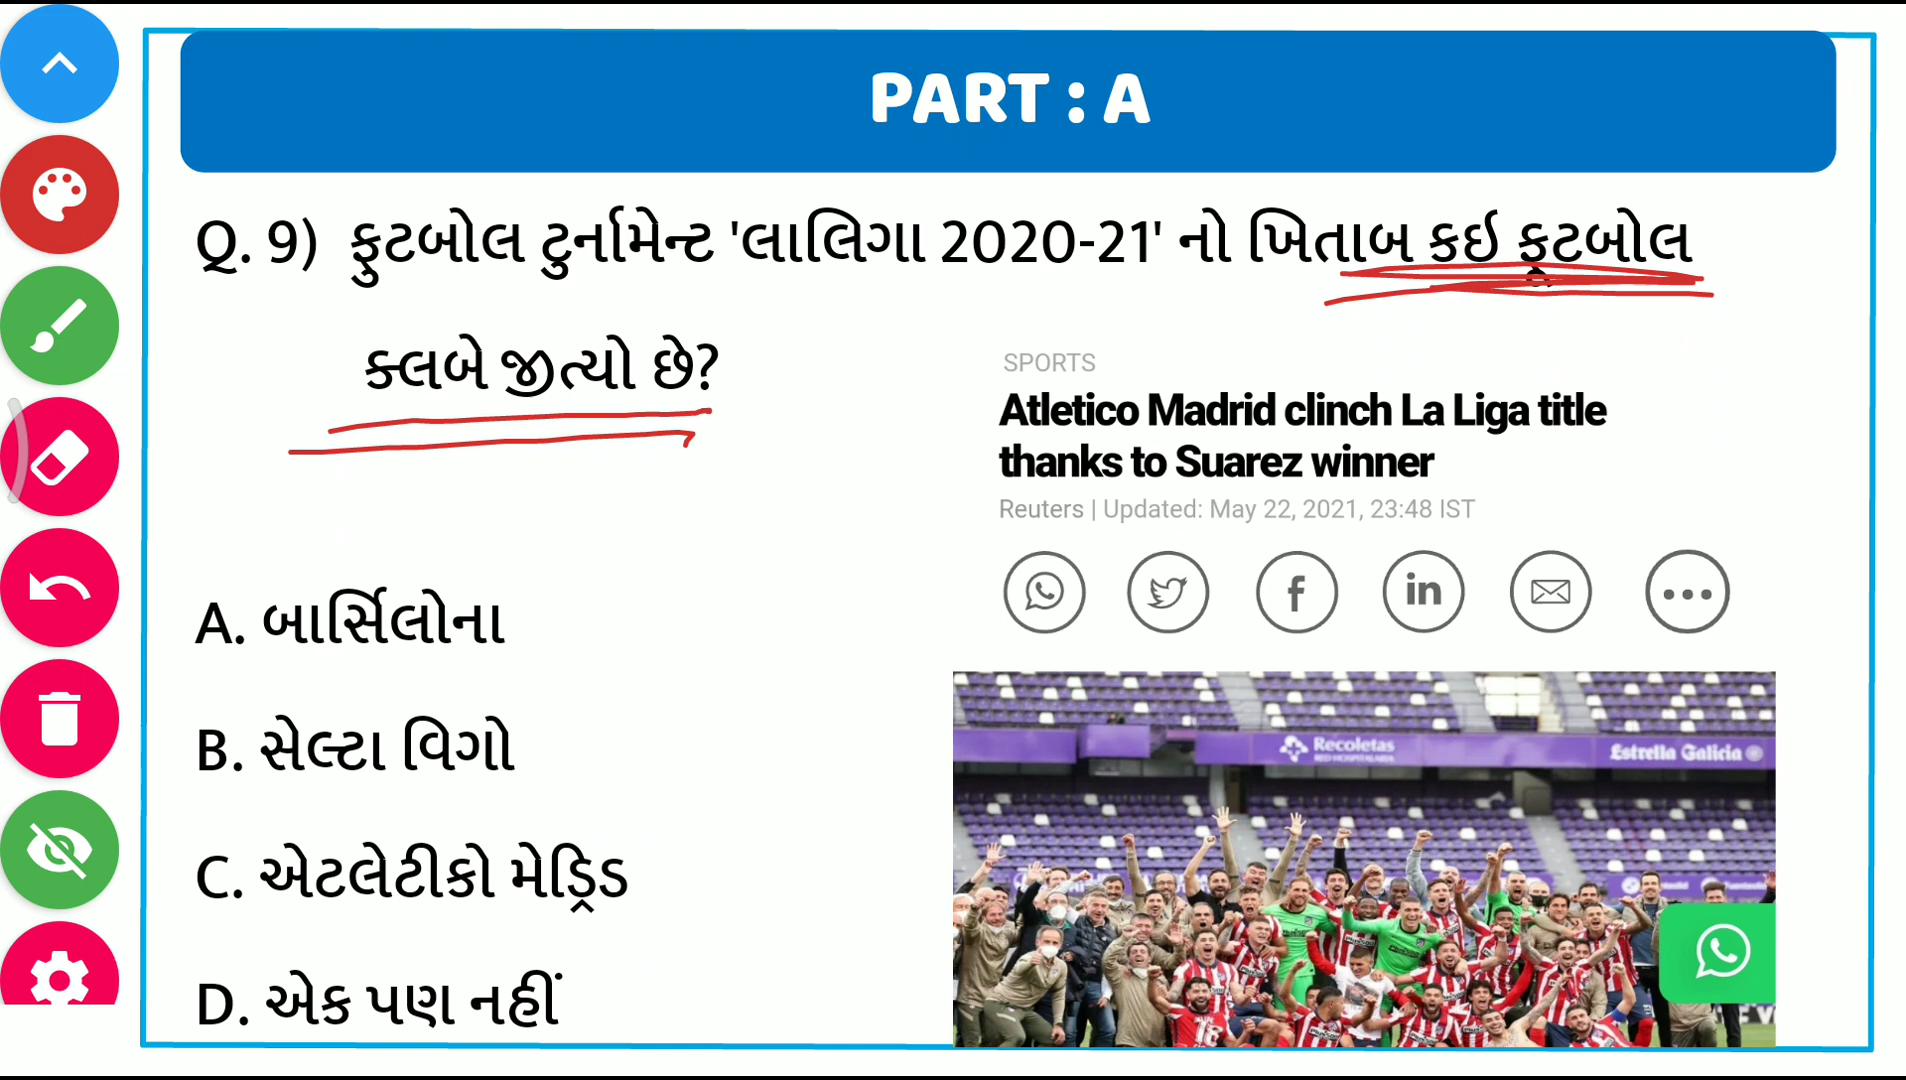 PART : A
Q. 9) ફુટબોલ ટુર્નામેન્ટ 'લાલિગા 2020-21' નો ખિતાબ કઇ ફુટબોલ
ક્લબે જીત્યો છે?
SPORTS
Atletico Madrid clinch La Liga title
thanks to Suarez winner
Reuters | Updated: May 22, 2021, 23:48 IST
A. બાર્સિલોના
B. સેલ્ટા વિગો
C. એટલેટીકો મેડ્રિડ
D. એક પણ નહીં
Recoletas
Estrella Galicia